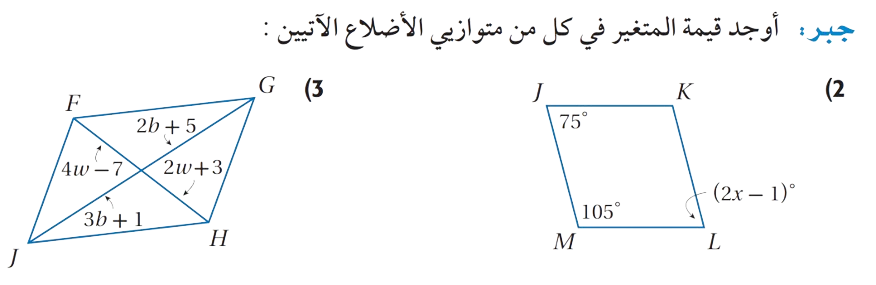 جبر: أوجد قيمة المتغير في كل من متوازيي الأضلاع الآتيين :
(2
J
K
75°
(2x − 1)°
105°
M
L
(3
F
G
2b + 5
4w − 7
2w + 3
3b + 1
J
H